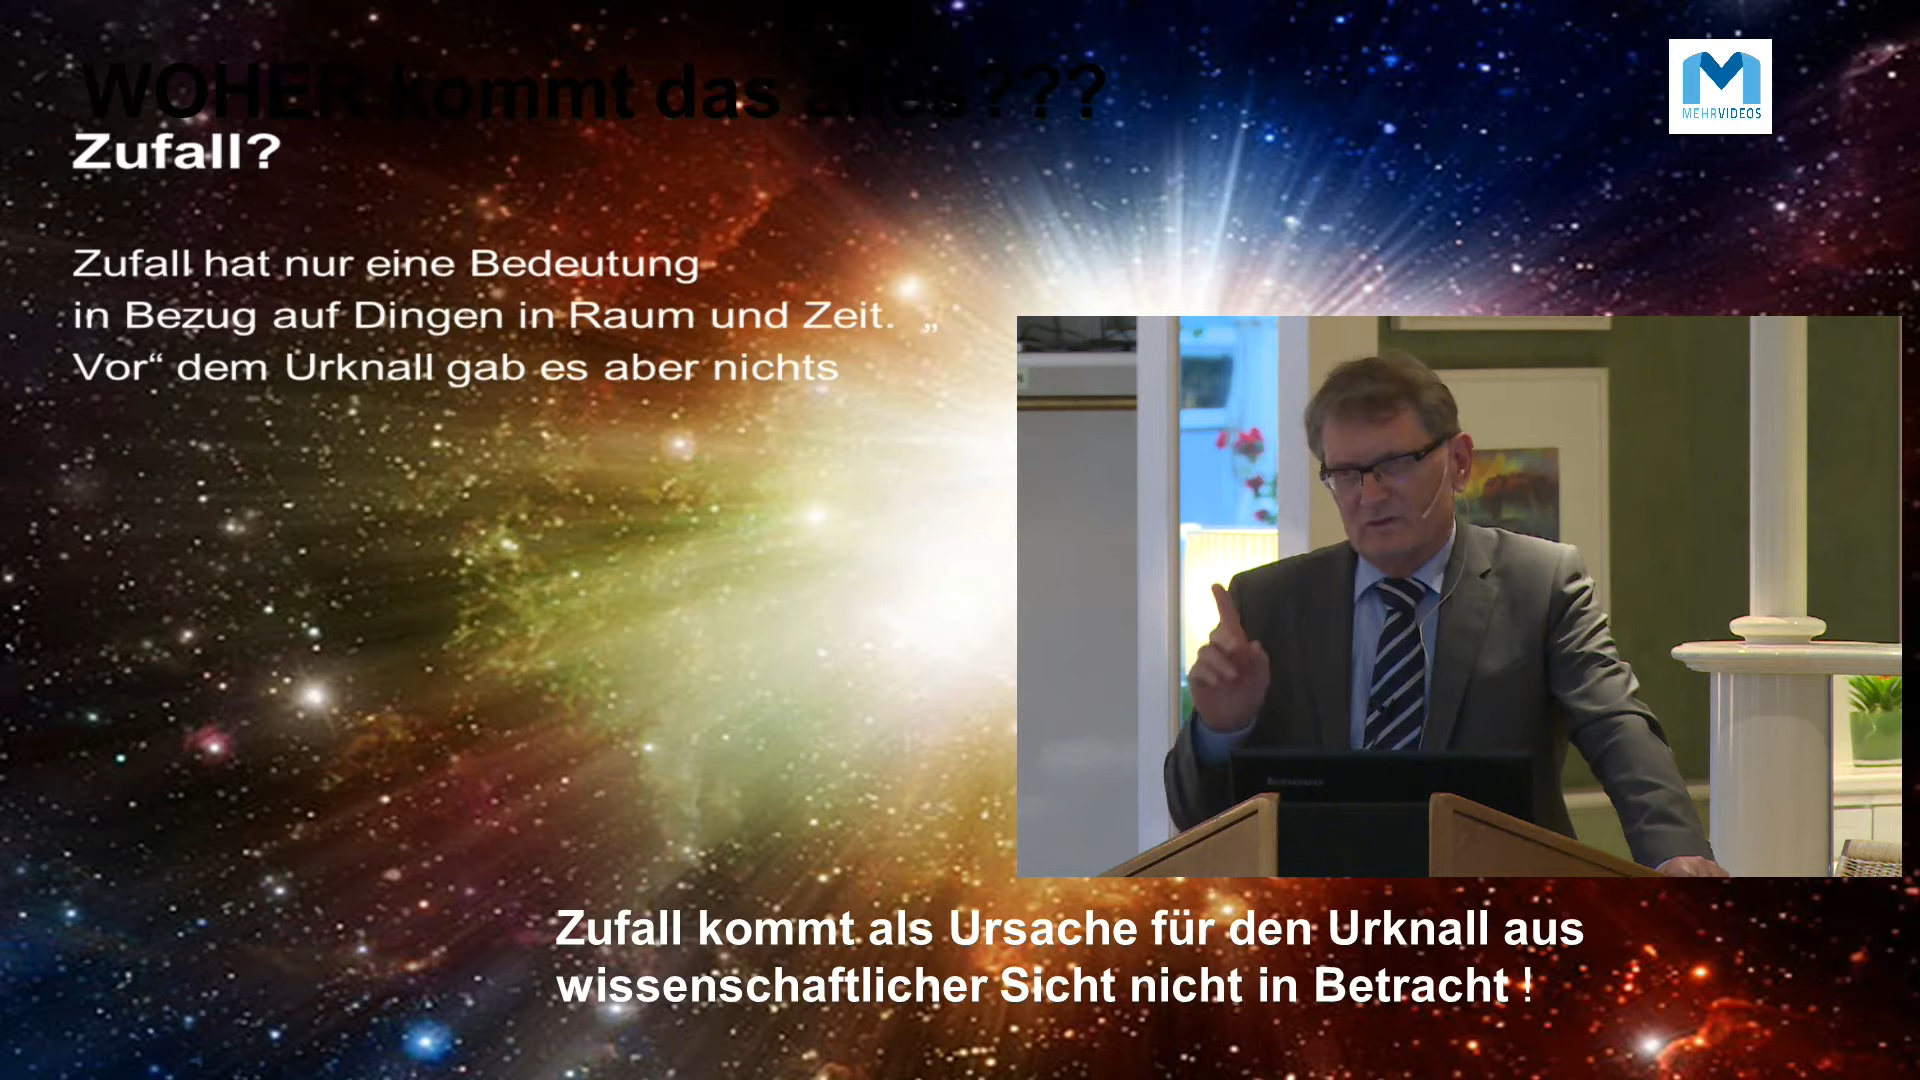 WOHER kommt das alles???
Zufall?
Zufall hat nur eine Bedeutung
in Bezug auf Dingen in Raum und Zeit. „
Vor“ dem Urknall gab es aber nichts
MEHRVIDEOS
lenovo
Zufall kommt als Ursache für den Urknall aus
wissenschaftlicher Sicht nicht in Betracht !